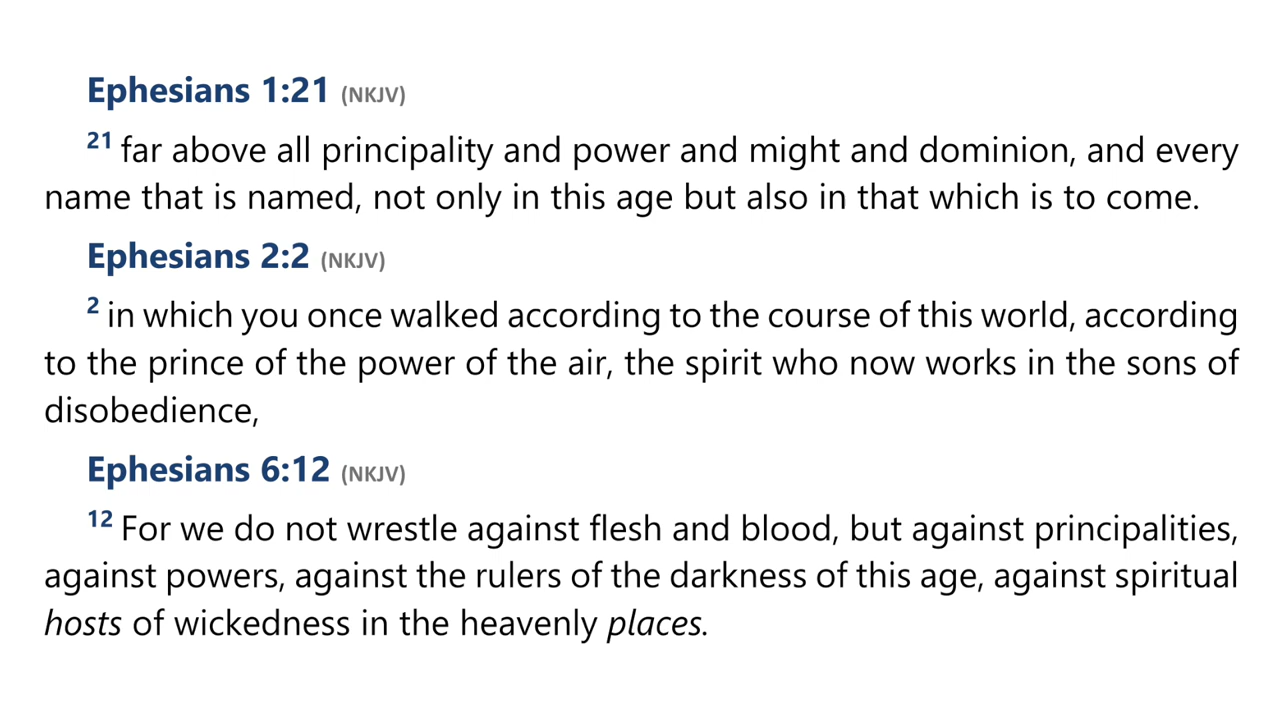 Ephesians 1:21 (NKJV)
21 far above all principality and power and might and dominion, and every
name that is named, not only in this age but also in that which is to come.
Ephesians 2:2 (NKJV)
2 in which you once walked according to the course of this world, according
to the prince of the power of the air, the spirit who now works in the sons of
disobedience,
Ephesians 6:12 (NKJV)
12 For we do not wrestle against flesh and blood, but against principalities,
against powers, against the rulers of the darkness of this age, against spiritual
hosts of wickedness in the heavenly places.